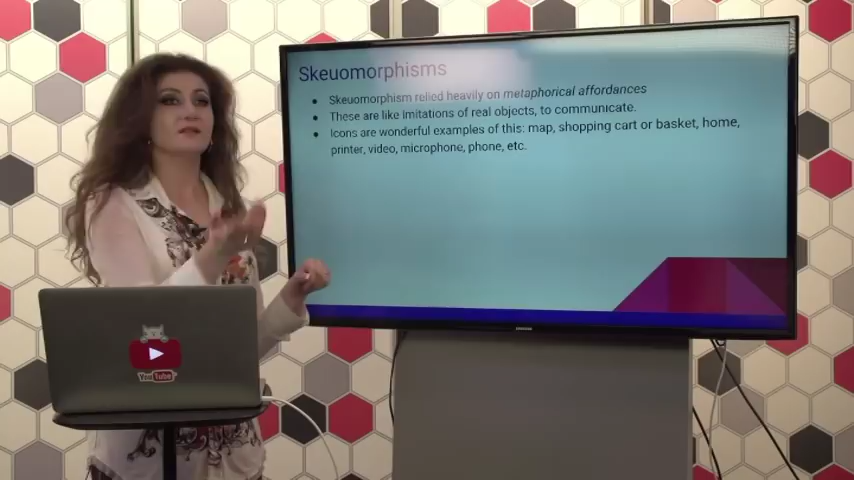 Skeuomorphisms
Skeuomorphism relied heavily on metaphorical affordances
These are like imitations of real objects, to communicate.
Icons are wonderful examples of this: map, shopping cart or basket, home,
printer, video, microphone, phone, etc.
SAMSUNG
YouTube